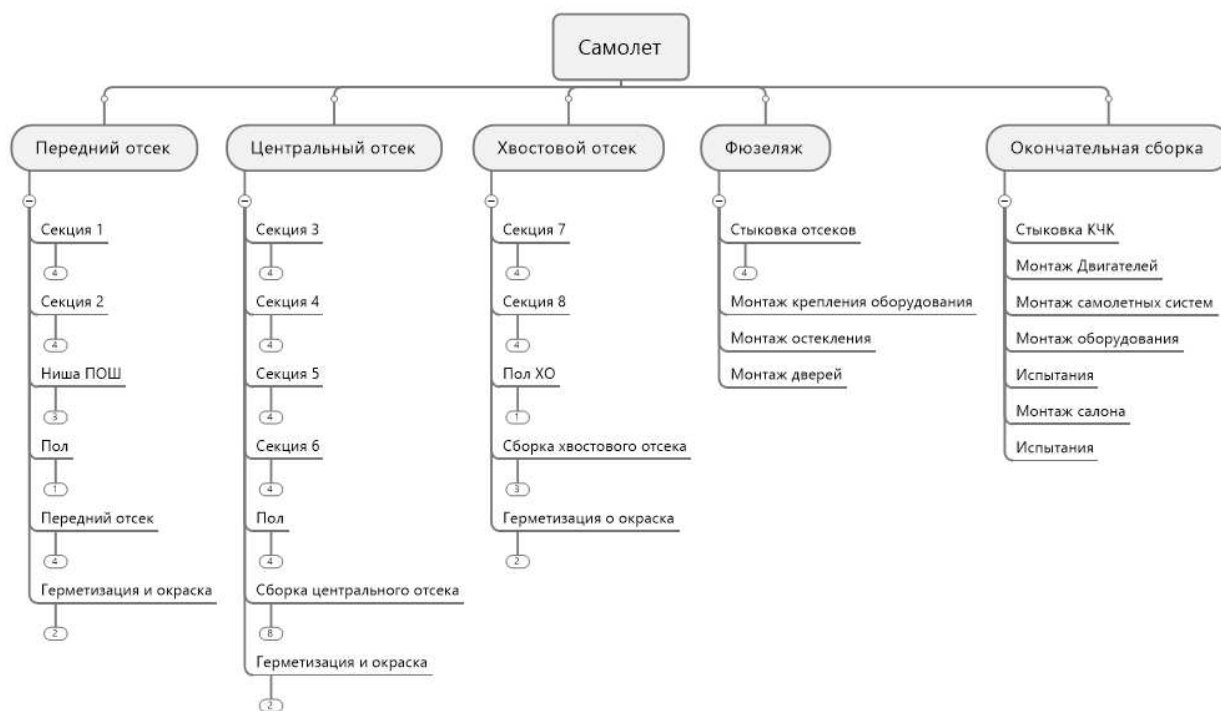 Самолет
Передний отсек
Секция 1
4
Секция 2
4
Ниша ПОШ
3
Пол
1
Передний отсек
4
Герметизация и окраска
2
Центральный отсек
Секция 3
4
Секция 4
4
Секция 5
4
Секция 6
4
Пол
4
Сборка центрального отсека
8
Герметизация и окраска
2
Хвостовой отсек
Секция 7
4
Секция 8
4
Пол ХО
1
Сборка хвостового отсека
3
Герметизация о окраска
2
Фюзеляж
Стыковка отсеков
4
Монтаж крепления оборудования
Монтаж остекления
Монтаж дверей
Окончательная сборка
Стыковка КЧК
Монтаж Двигателей
Монтаж самолетных систем
Монтаж оборудования
Испытания
Монтаж салона
Испытания